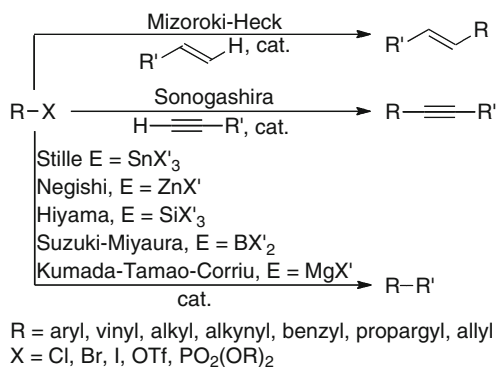 Mizoroki-Heck
R' H, cat.
R' R
R-X
Sonogashira
H R', cat.
R R'
Stille E = SnX'₃
Negishi, E = ZnX'
Hiyama, E = SiX'₃
Suzuki-Miyaura, E = BX'₂
Kumada-Tamao-Corriu, E = MgX'
cat.
R-R'
R = aryl, vinyl, alkyl, alkynyl, benzyl, propargyl, allyl
X = Cl, Br, I, OTf, PO₂(OR)₂